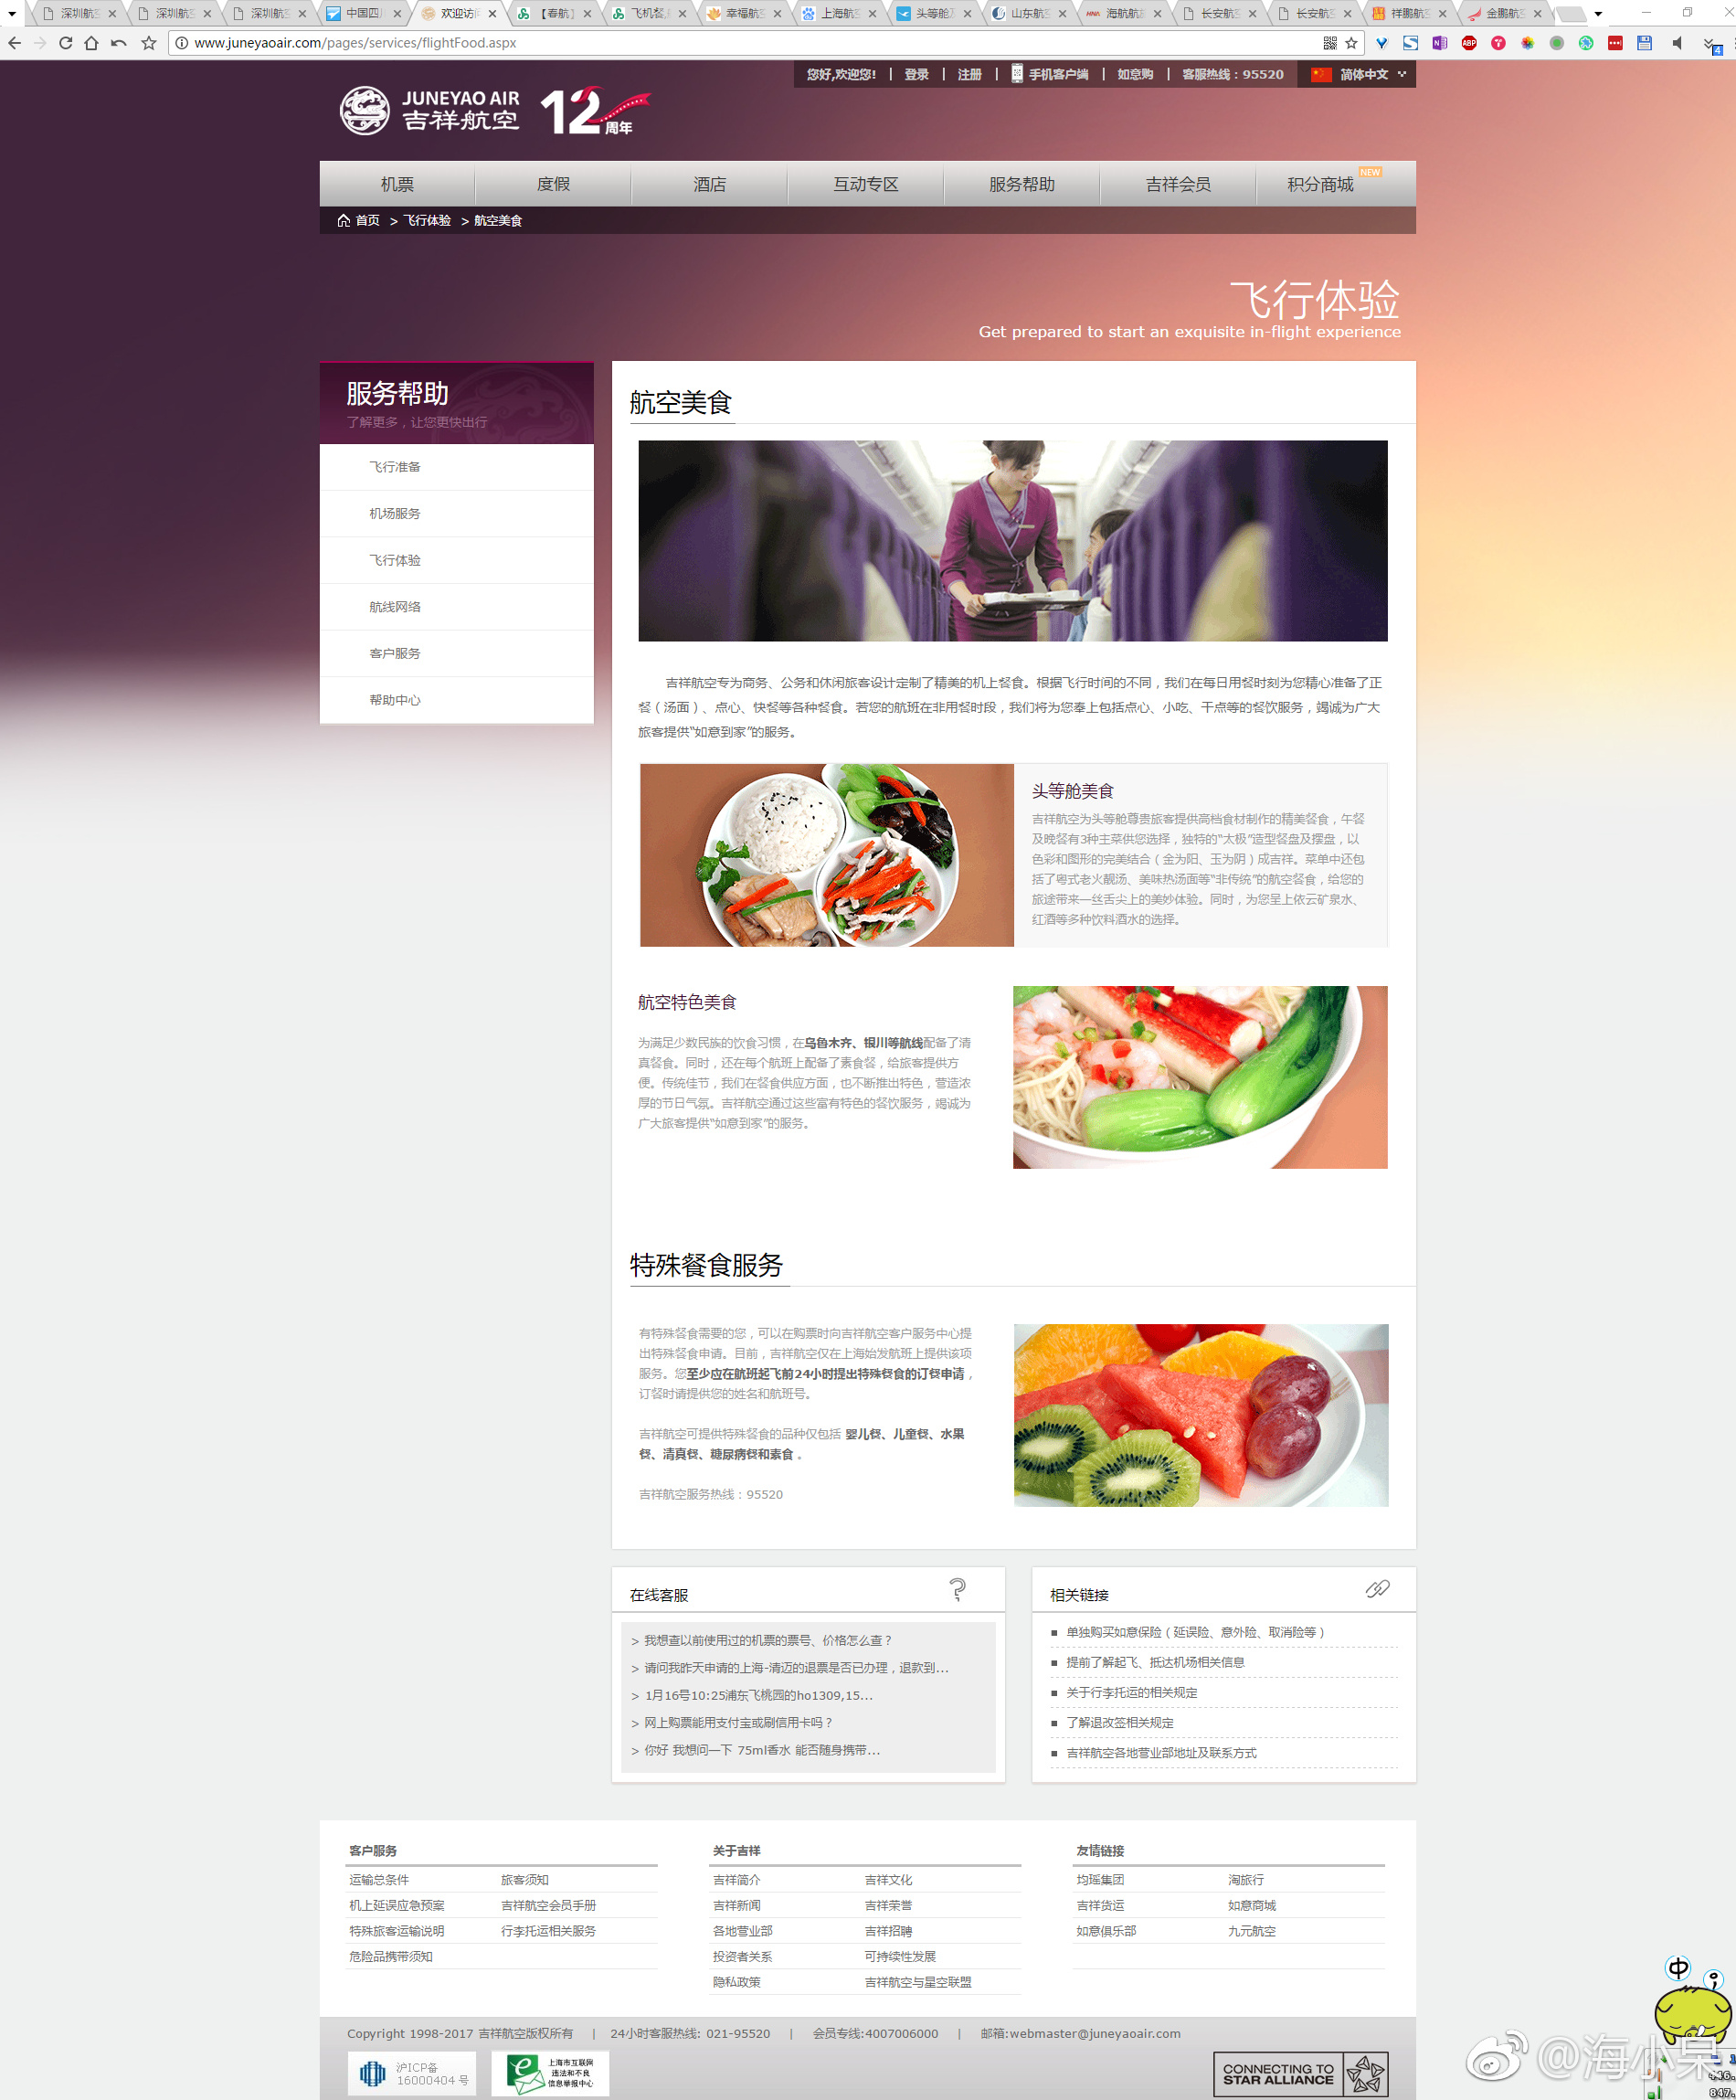 深圳航空
深圳航空
深圳航空
中国四川
欢迎访问
【春航】
飞机餐,
幸福航空
上海航空
头等舱
山东航空
海航航
长安航空
长安航空
祥鹏航空
金鹏航空
www.juneyaoair.com/pages/services/flightFood.aspx
您好,欢迎您! | 登录 | 注册 | 手机客户端 | 如意购 | 客服热线：95520 简体中文
JUNEYAO AIR
吉祥航空
12
周年
机票 度假 酒店 互动专区 服务帮助 吉祥会员 积分商城 NEW
首页 > 飞行体验 > 航空美食
飞行体验
Get prepared to start an exquisite in-flight experience
服务帮助
了解更多，让您更快出行
飞行准备
机场服务
飞行体验
航线网络
客户服务
帮助中心
航空美食
吉祥航空专为商务、公务和休闲旅客设计定制了精美的机上餐食。根据飞行时间的不同，我们在每日用餐时刻为您精心准备了正
餐（汤面）、点心、快餐等各种餐食。若您的航班在非用餐时段，我们将为您奉上包括点心、小吃、干点等的餐饮服务，竭诚为广大
旅客提供“如意到家”的服务。
头等舱美食
吉祥航空为头等舱尊贵旅客提供高档食材制作的精美餐食，午餐
及晚餐有3种主菜供您选择，独特的“太极”造型餐盘及摆盘，以
色彩和图形的完美结合（金为阳、玉为阴）成吉祥。菜单中还包
括了粤式老火靓汤、美味热汤面等“非传统”的航空餐食，给您的
旅途带来一丝舌尖上的美妙体验。同时，为您呈上依云矿泉水、
红酒等多种饮料酒水的选择。
航空特色美食
为满足少数民族的饮食习惯，在乌鲁木齐、银川等航线配备了清
真餐食。同时，还在每个航班上配备了素食餐，给旅客提供方
便。传统佳节，我们在餐食供应方面，也不断推出特色，营造浓
厚的节日气氛。吉祥航空通过这些富有特色的餐饮服务，竭诚为
广大旅客提供“如意到家”的服务。
特殊餐食服务
有特殊餐食需要的您，可以在购票时向吉祥航空客户服务中心提
出特殊餐食申请。目前，吉祥航空仅在上海始发航班上提供该项
服务。您至少应在航班起飞前24小时提出特殊餐食的订餐申请，
订餐时请提供您的姓名和航班号。
吉祥航空可提供特殊餐食的品种仅包括 婴儿餐、儿童餐、水果
餐、清真餐、糖尿病餐和素食 。
吉祥航空服务热线：95520
在线客服
> 我想查以前使用过的机票的票号、价格怎么查？
> 请问我昨天申请的上海-清迈的退票是否已办理，退款到...
> 1月16号10:25浦东飞桃园的ho1309,15...
> 网上购票能用支付宝或刷信用卡吗？
> 你好 我想问一下 75ml香水 能否随身携带...
相关链接
单独购买如意保险（延误险、意外险、取消险等）
提前了解起飞、抵达机场相关信息
关于行李托运的相关规定
了解退改签相关规定
吉祥航空各地营业部地址及联系方式
客户服务
运输总条件 旅客须知
机上延误应急预案 吉祥航空会员手册
特殊旅客运输说明 行李托运相关服务
危险品携带须知
关于吉祥
吉祥简介 吉祥文化
吉祥新闻 吉祥荣誉
各地营业部 吉祥招聘
投资者关系 可持续性发展
隐私政策 吉祥航空与星空联盟
友情链接
均瑶集团 淘旅行
吉祥货运 如意商城
如意俱乐部 九元航空
Copyright 1998-2017 吉祥航空版权所有 | 24小时客服热线: 021-95520 | 会员专线:4007006000 | 邮箱:webmaster@juneyaoair.com
沪ICP备
16000404 号
上海市互联网
违法和不良
信息举报中心
CONNECTING TO
STAR ALLIANCE
中
@海小呆